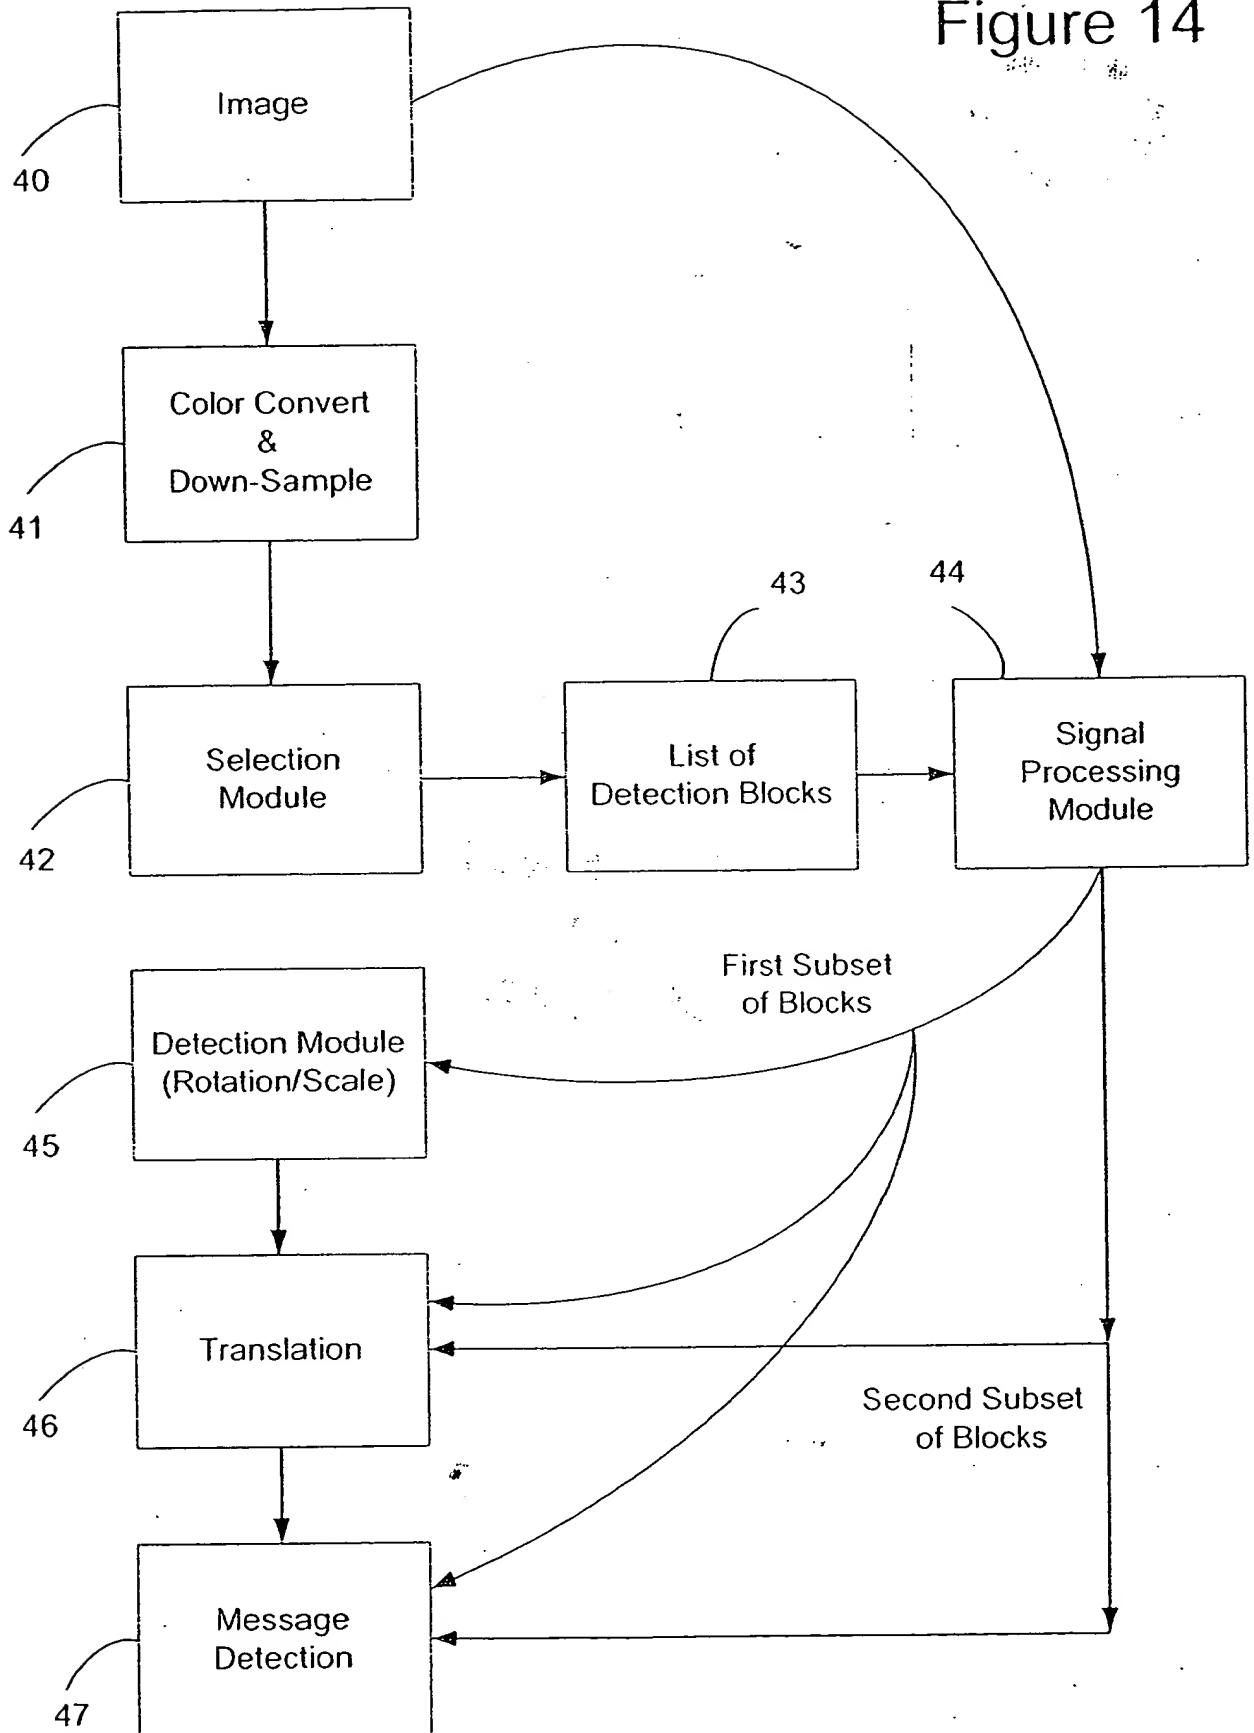 Figure 14
Image
40
Color Convert
&
Down-Sample
41
43
44
Selection
Module
42
List of
Detection Blocks
Signal
Processing
Module
First Subset
of Blocks
Detection Module
(Rotation/Scale)
45
Translation
46
Second Subset
of Blocks
Message
Detection
47